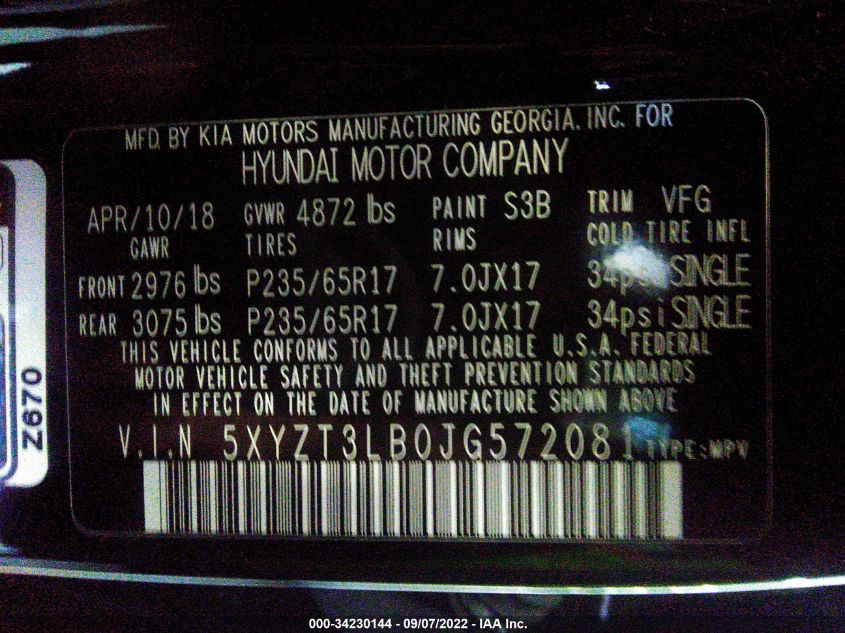 MFD. BY KIA MOTORS MANUFACTURING GEORGIA. INC. FOR
HYUNDAI MOTOR COMPANY
APR/10/18 GVWR 4872 lbs PAINT S3B TRIM VFG
GAWR TIRES RIMS COLD TIRE INFL
FRONT 2976 lbs P235/65R17 7.0JX17 34psi SINGLE
REAR 3075 lbs P235/65R17 7.0JX17 34psi SINGLE
THIS VEHICLE CONFORMS TO ALL APPLICABLE U.S.A. FEDERAL
MOTOR VEHICLE SAFETY AND THEFT PREVENTION STANDARDS
IN EFFECT ON THE DATE OF MANUFACTURE SHOWN ABOVE
V.I.N 5XYZT3LB0JG572081 TYPE:MPV
Z670
000-34230144 - 09/07/2022 - IAA Inc.